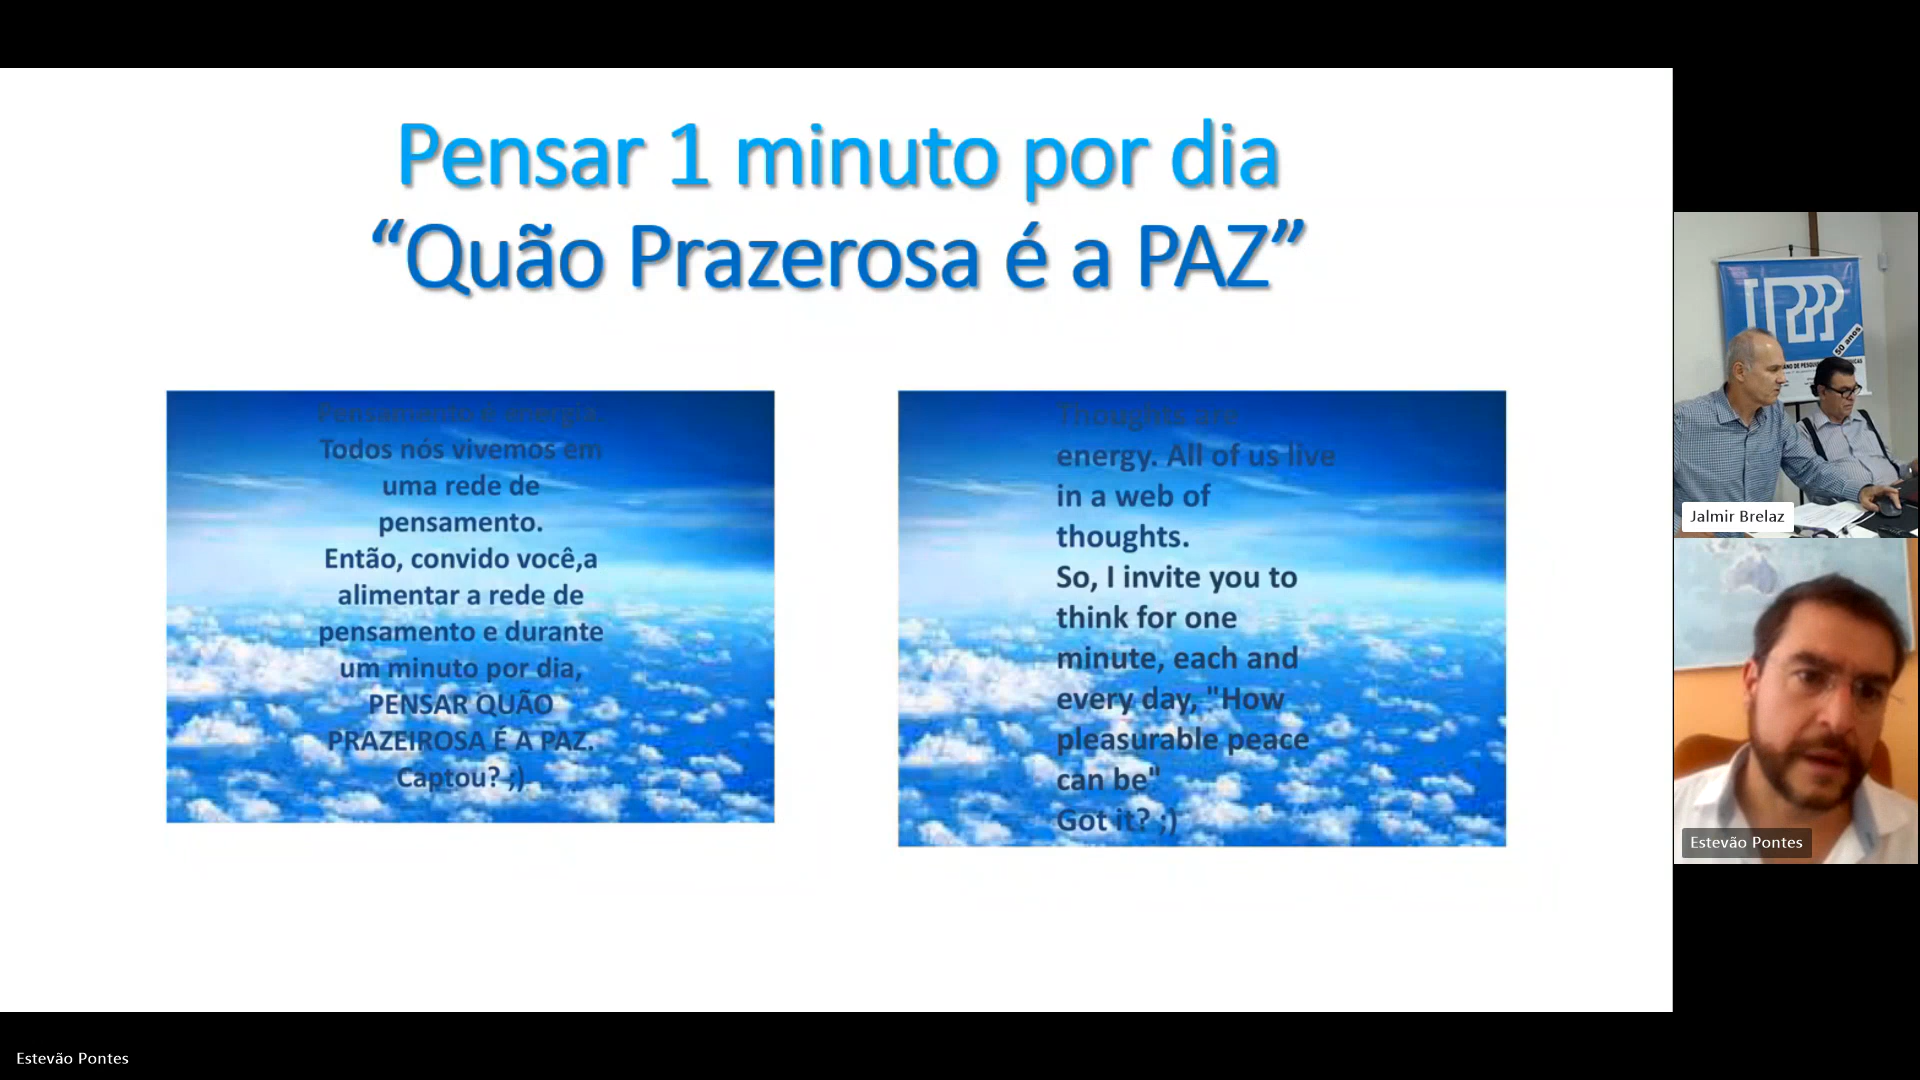 Pensar 1 minuto por dia
“Quão Prazerosa é a PAZ”
Pensamento é energia.
Todos nós vivemos em
uma rede de
pensamento.
Então, convido você,a
alimentar a rede de
pensamento e durante
um minuto por dia,
PENSAR QUÃO
PRAZEIROSA É A PAZ.
Captou? ;)
Thoughts are
energy. All of us live
in a web of
thoughts.
So, I invite you to
think for one
minute, each and
every day, "How
pleasurable peace
can be"
Got it? ;)
IPPP
50 anos
Jalmir Brelaz
Estevão Pontes
Estevão Pontes